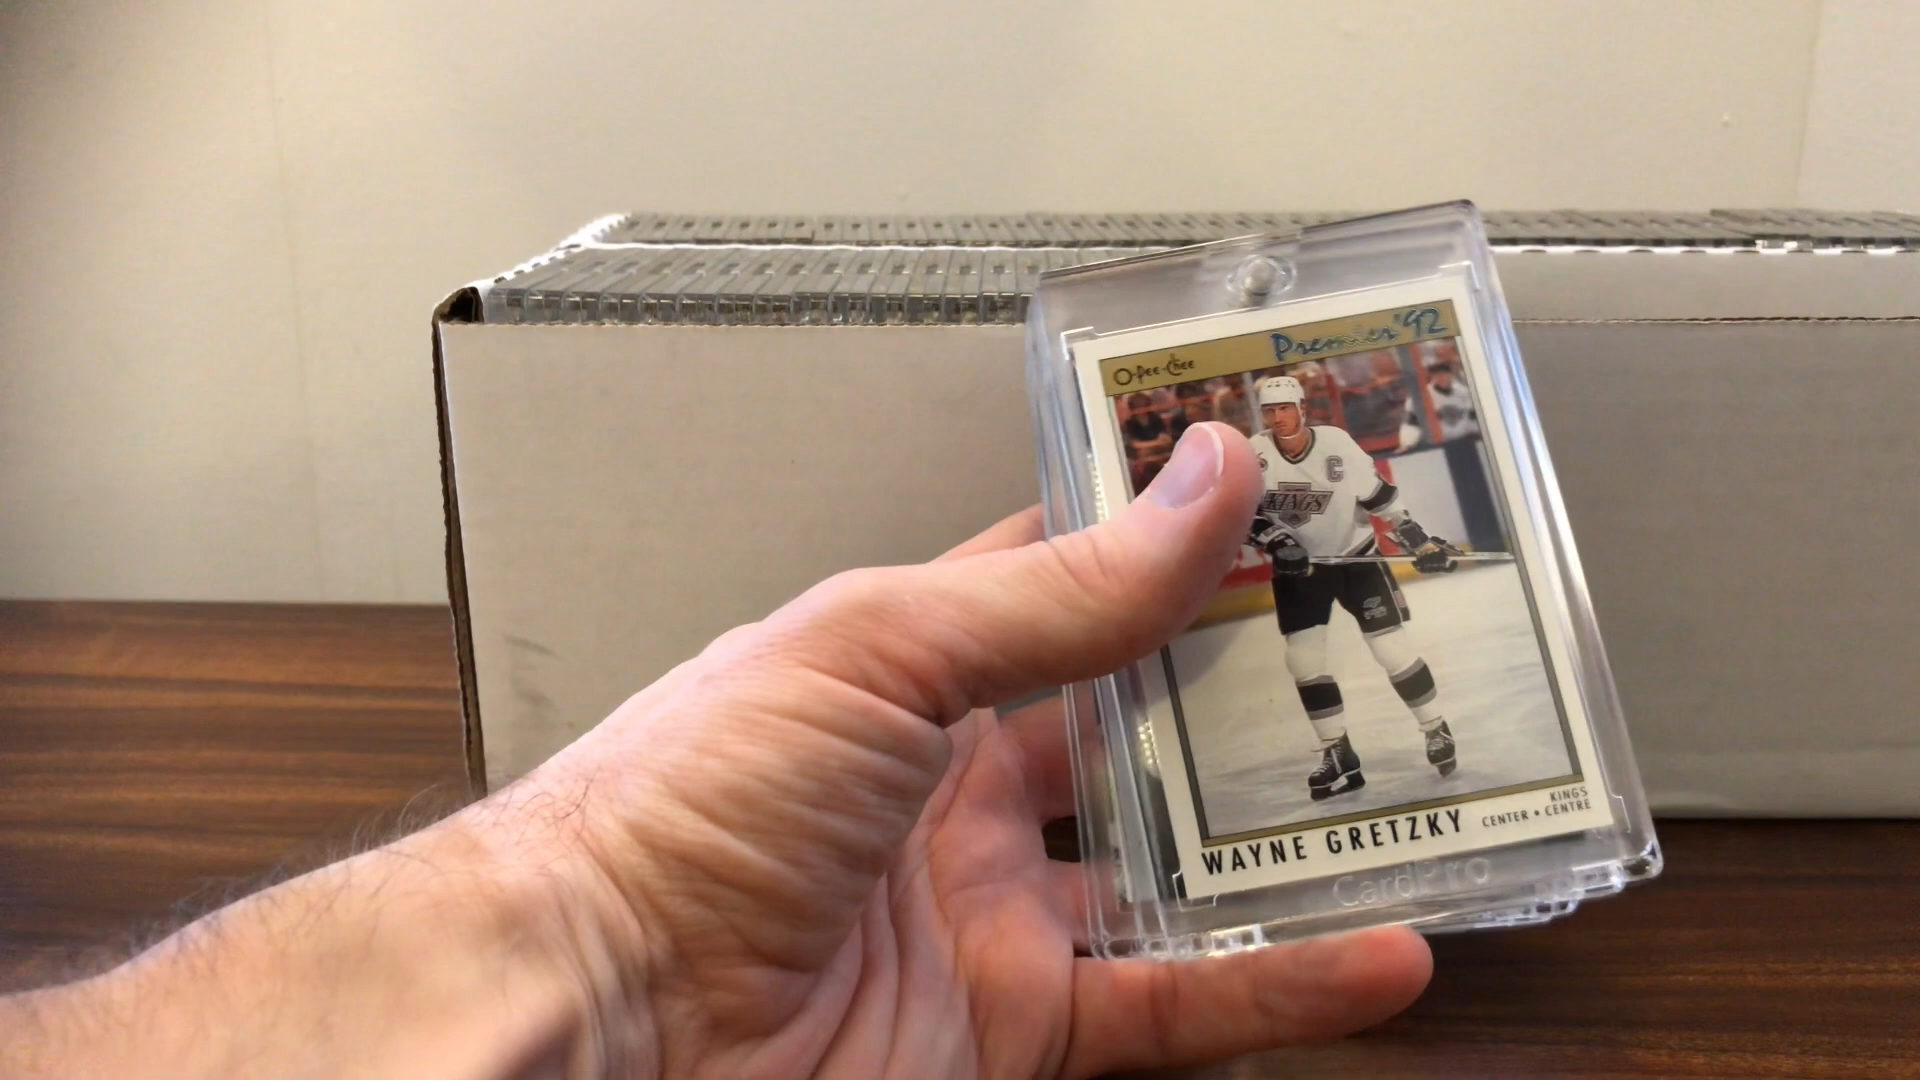 O-Pee-Chee
Premier '92
C
KINGS
WAYNE GRETZKY
KINGS
CENTER • CENTRE
CardPro